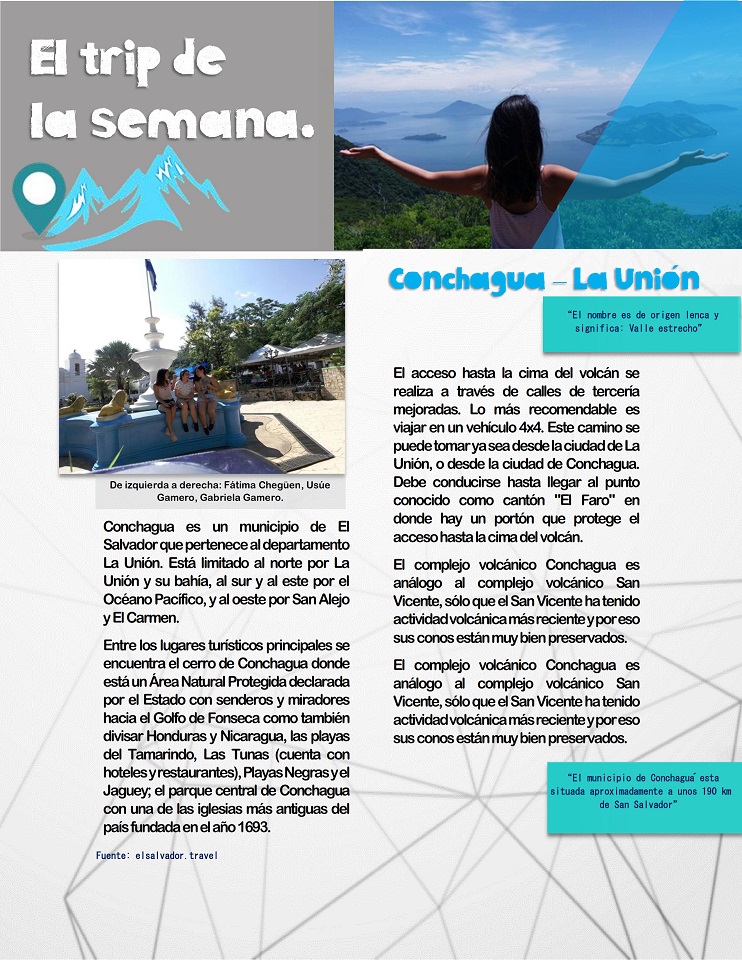 El trip de
la semana.
Conchagua – La Unión
“El nombre es de origen lenca y
significa: Valle estrecho”
De izquierda a derecha: Fátima Chegüen, Usúe
Gamero, Gabriela Gamero.
Conchagua es un municipio de El
Salvador que pertenece al departamento
La Unión. Está limitado al norte por La
Unión y su bahía, al sur y al este por el
Océano Pacífico, y al oeste por San Alejo
y El Carmen.
Entre los lugares turísticos principales se
encuentra el cerro de Conchagua donde
está un Área Natural Protegida declarada
por el Estado con senderos y miradores
hacia el Golfo de Fonseca como también
divisar Honduras y Nicaragua, las playas
del Tamarindo, Las Tunas (cuenta con
hoteles y restaurantes), Playas Negras y el
Jaguey; el parque central de Conchagua
con una de las iglesias más antiguas del
país fundada en el año 1693.
Fuente: elsalvador.travel
El acceso hasta la cima del volcán se
realiza a través de calles de tercería
mejoradas. Lo más recomendable es
viajar en un vehículo 4x4. Este camino se
puede tomar ya sea desde la ciudad de La
Unión, o desde la ciudad de Conchagua.
Debe conducirse hasta llegar al punto
conocido como cantón "El Faro" en
donde hay un portón que protege el
acceso hasta la cima del volcán.
El complejo volcánico Conchagua es
análogo al complejo volcánico San
Vicente, sólo que el San Vicente ha tenido
actividad volcánica más reciente y por eso
sus conos están muy bien preservados.
El complejo volcánico Conchagua es
análogo al complejo volcánico San
Vicente, sólo que el San Vicente ha tenido
actividad volcánica más reciente y por eso
sus conos están muy bien preservados.
“El municipio de Conchagua´esta
situada aproximadamente a unos 190 km
de San Salvador”